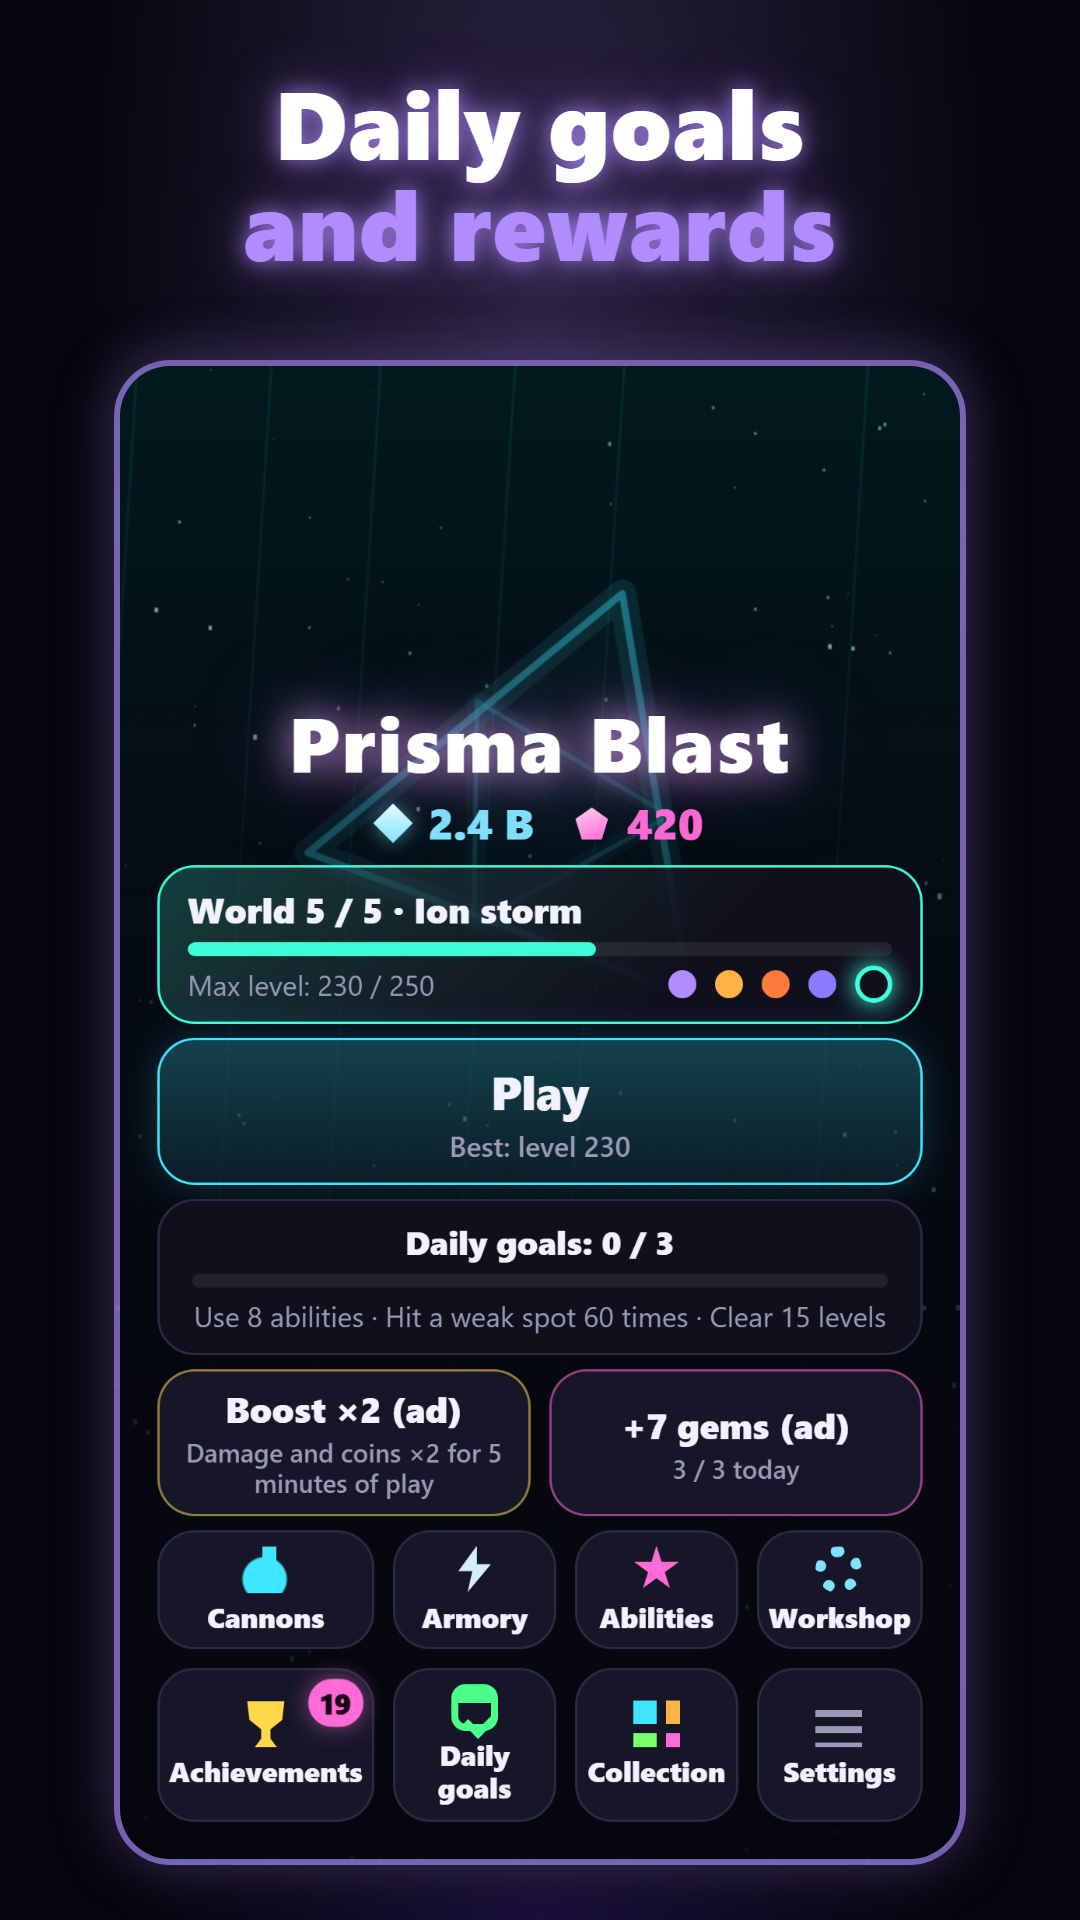 Daily goals
and rewards
Prisma Blast
2.4 B 420
World 5 / 5 · Ion storm
Max level: 230 / 250
Play
Best: level 230
Daily goals: 0 / 3
Use 8 abilities · Hit a weak spot 60 times · Clear 15 levels
Boost ×2 (ad)
Damage and coins ×2 for 5
minutes of play
+7 gems (ad)
3 / 3 today
Cannons
Armory
Abilities
Workshop
19
Achievements
Daily
goals
Collection
Settings